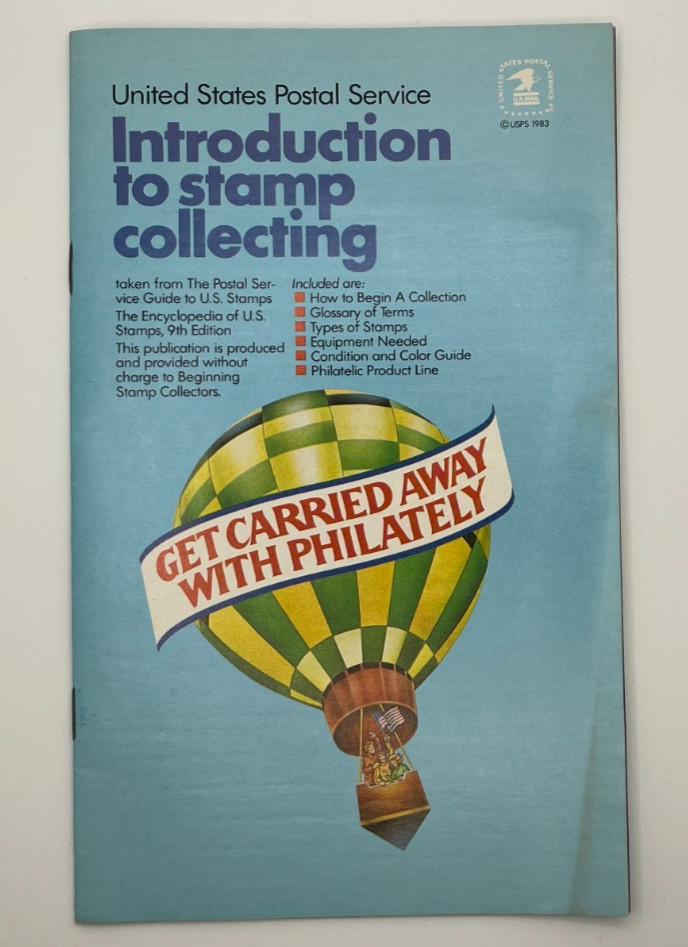 United States Postal Service
UNITED STATES POSTAL SERVICE
U.S. MAIL
© USPS 1983
Introduction
to stamp
collecting
taken from The Postal Ser-
vice Guide to U.S. Stamps
The Encyclopedia of U.S.
Stamps, 9th Edition
This publication is produced
and provided without
charge to Beginning
Stamp Collectors.
Included are:
How to Begin A Collection
Glossary of Terms
Types of Stamps
Equipment Needed
Condition and Color Guide
Philatelic Product Line
GET CARRIED AWAY
WITH PHILATELY